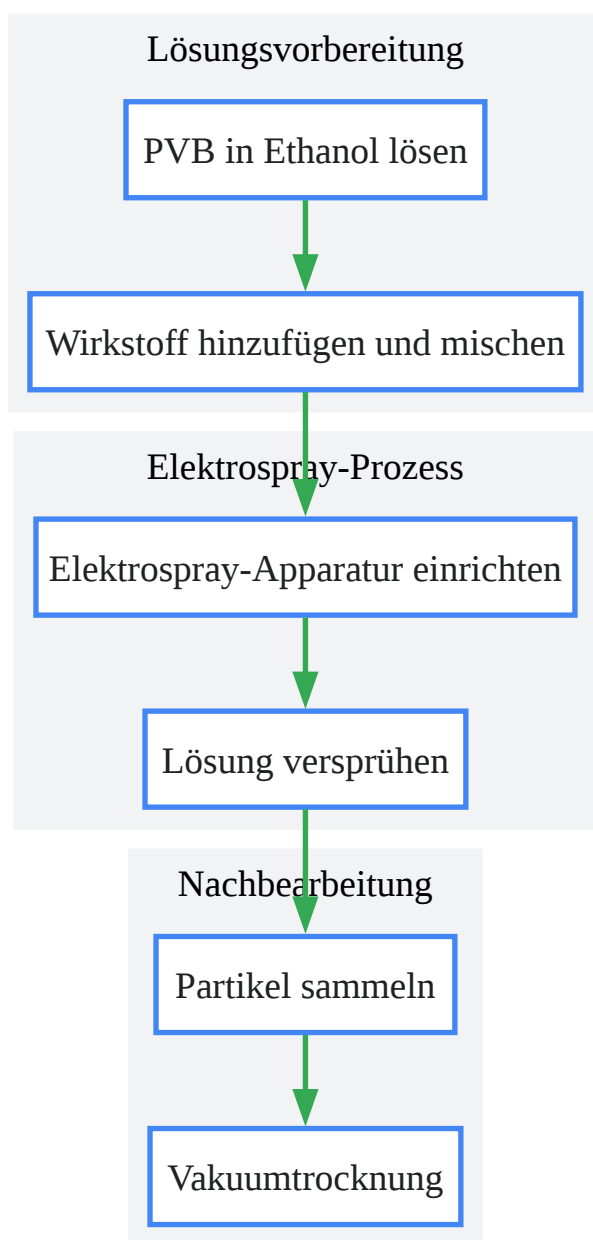 Lösungsvorbereitung
PVB in Ethanol lösen
Wirkstoff hinzufügen und mischen
Elektrospray-Prozess
Elektrospray-Apparatur einrichten
Lösung versprühen
Nachbearbeitung
Partikel sammeln
Vakuumtrocknung